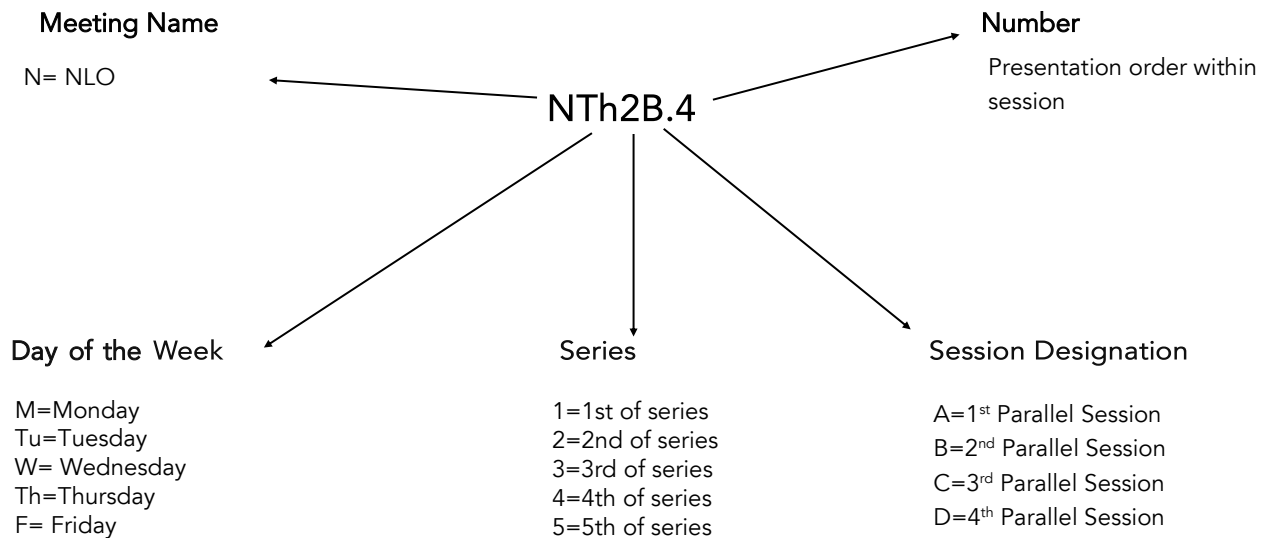 Meeting Name
N= NLO
Number
Presentation order within
session
NTh2B.4
Day of the Week
M=Monday
Tu=Tuesday
W= Wednesday
Th=Thursday
F= Friday
Series
1=1st of series
2=2nd of series
3=3rd of series
4=4th of series
5=5th of series
Session Designation
A=1st Parallel Session
B=2nd Parallel Session
C=3rd Parallel Session
D=4th Parallel Session